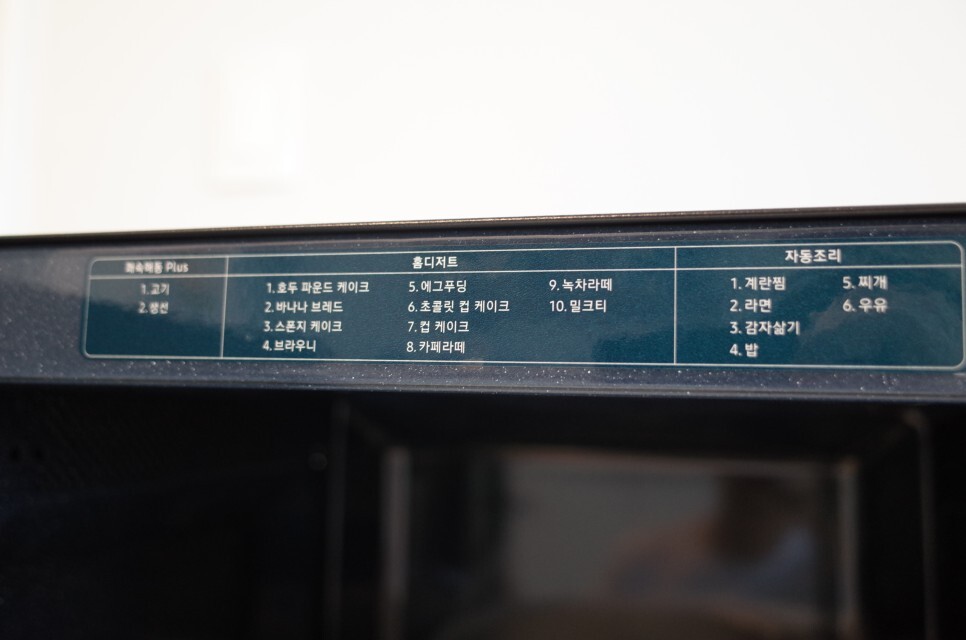 쾌속해동 Plus
1.고기
2.생선
홈디저트
1.호두 파운드 케이크
2.바나나 브레드
3.스폰지 케이크
4.브라우니
5.에그푸딩
6.초콜릿 컵 케이크
7.컵 케이크
8.카페라떼
9.녹차라떼
10.밀크티
자동조리
1.계란찜
2.라면
3.감자삶기
4.밥
5.찌개
6.우유